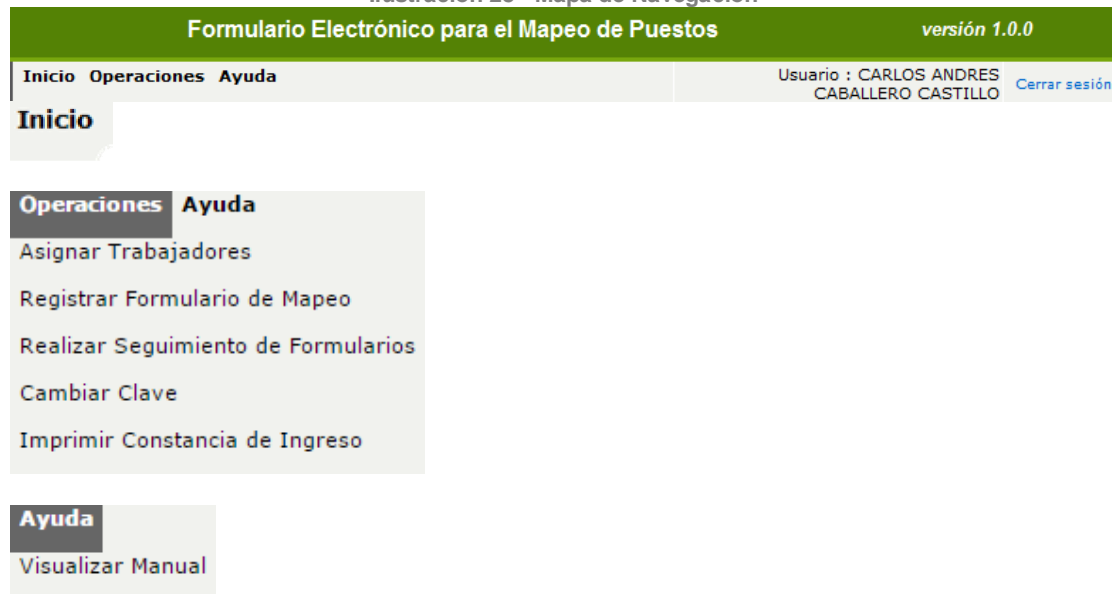 Formulario Electrónico para el Mapeo de Puestos versión 1.0.0
Inicio Operaciones Ayuda Usuario : CARLOS ANDRES
CABALLERO CASTILLO Cerrar sesión
Inicio
Operaciones Ayuda
Asignar Trabajadores
Registrar Formulario de Mapeo
Realizar Seguimiento de Formularios
Cambiar Clave
Imprimir Constancia de Ingreso
Ayuda
Visualizar Manual